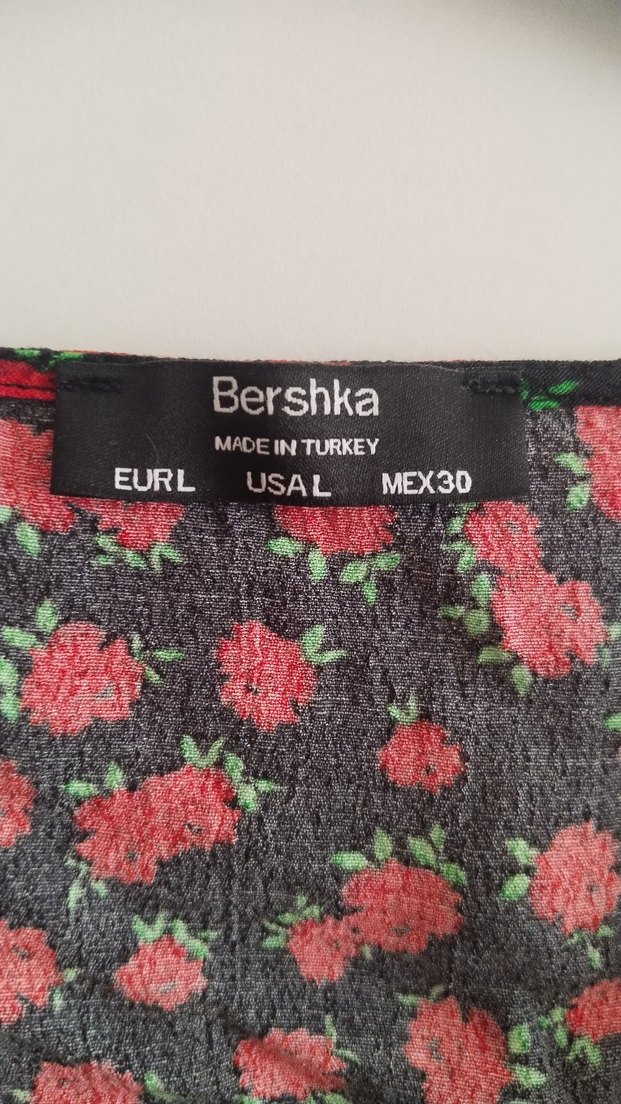 Bershka
MADE IN TURKEY
EUR L USA L MEX 30